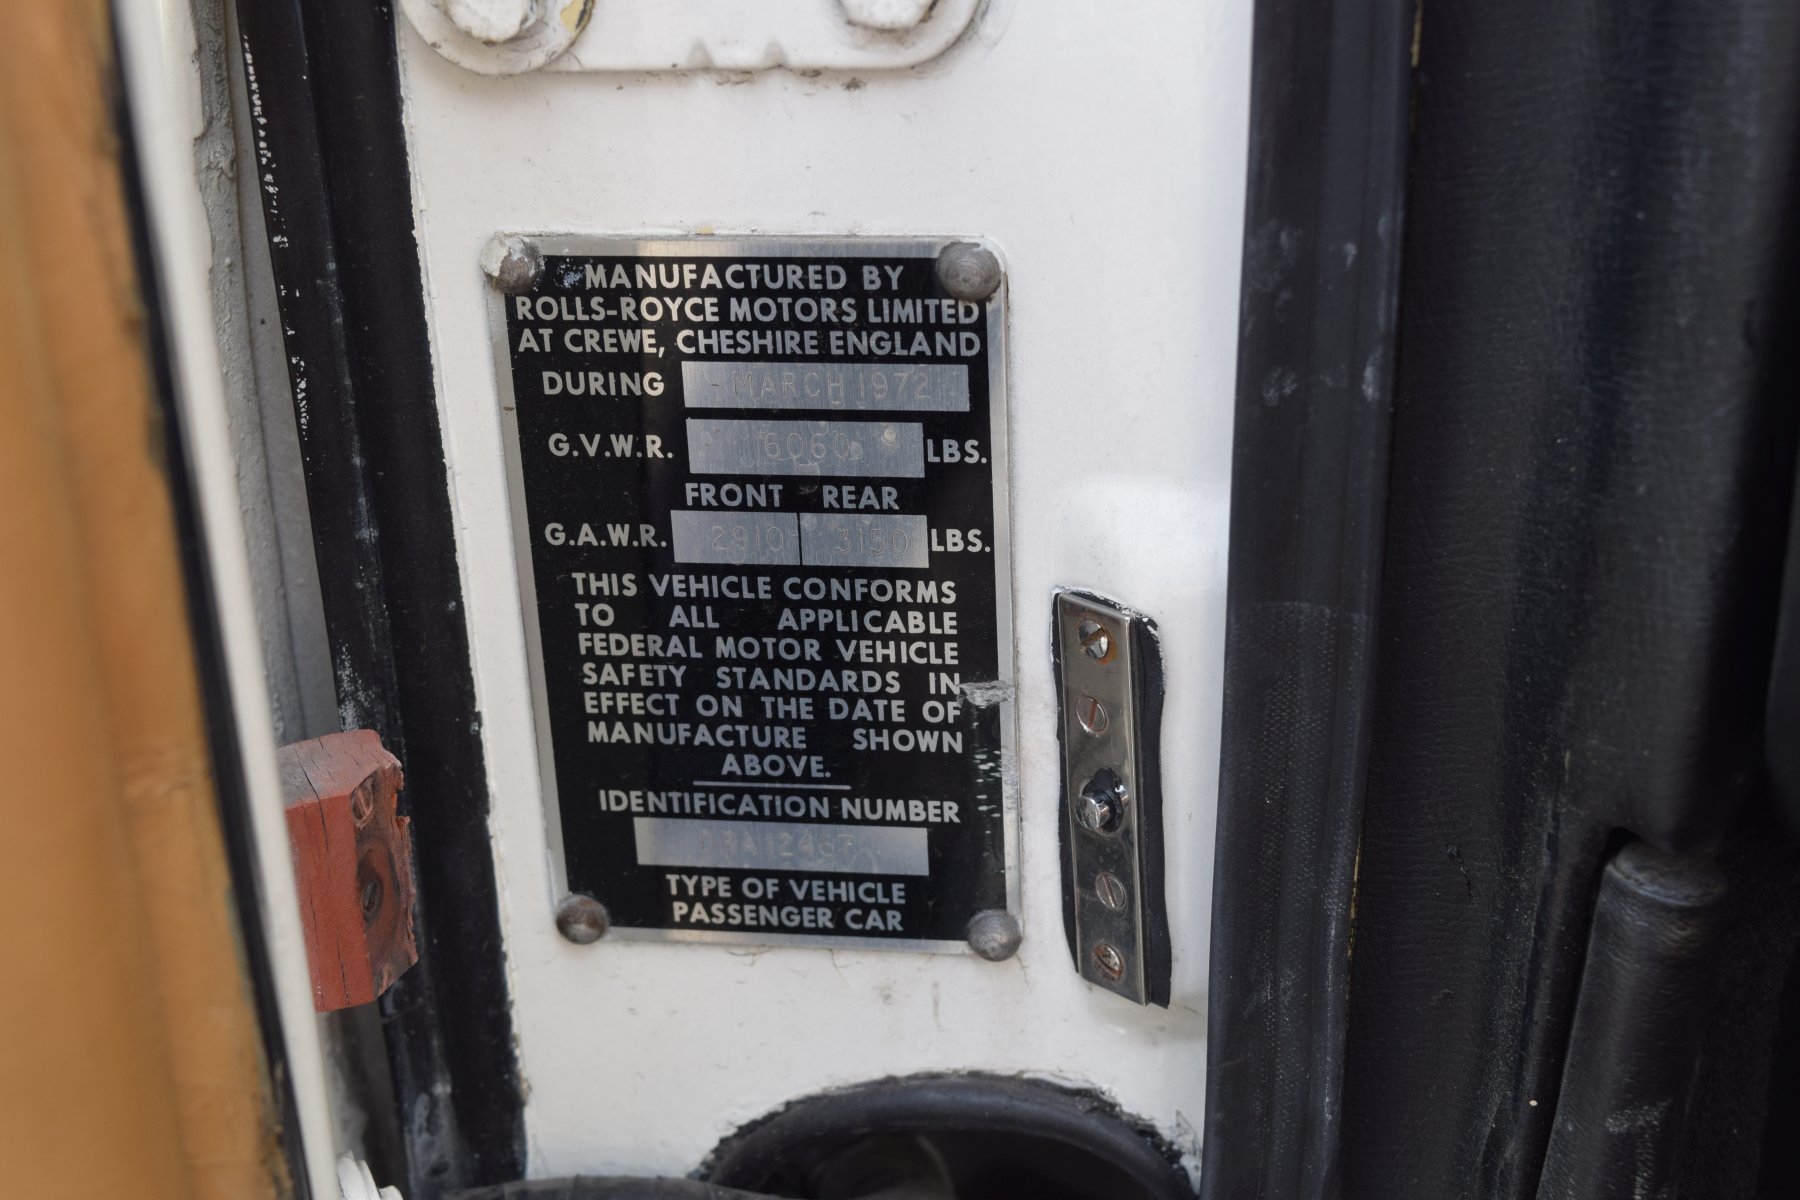 MANUFACTURED BY
ROLLS-ROYCE MOTORS LIMITED
AT CREWE, CHESHIRE ENGLAND
DURING -MARCH 1972
G.V.W.R. 6060 LBS.
FRONT REAR
G.A.W.R. 2910 3150 LBS.
THIS VEHICLE CONFORMS
TO ALL APPLICABLE
FEDERAL MOTOR VEHICLE
SAFETY STANDARDS IN
EFFECT ON THE DATE OF
MANUFACTURE SHOWN
ABOVE.
IDENTIFICATION NUMBER
TYPE OF VEHICLE
PASSENGER CAR